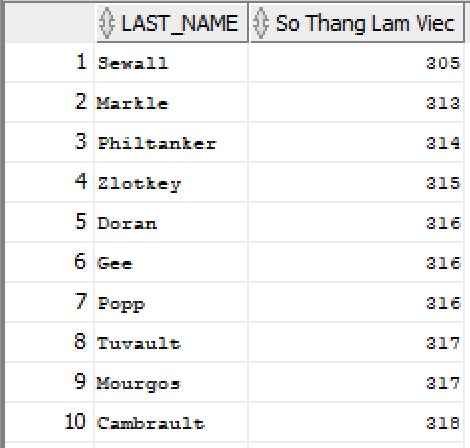 LAST_NAME So Thang Lam Viec
1 Sewall 305
2 Markle 313
3 Philtanker 314
4 Zlotkey 315
5 Doran 316
6 Gee 316
7 Popp 316
8 Tuvault 317
9 Mourgos 317
10 Cambrault 318